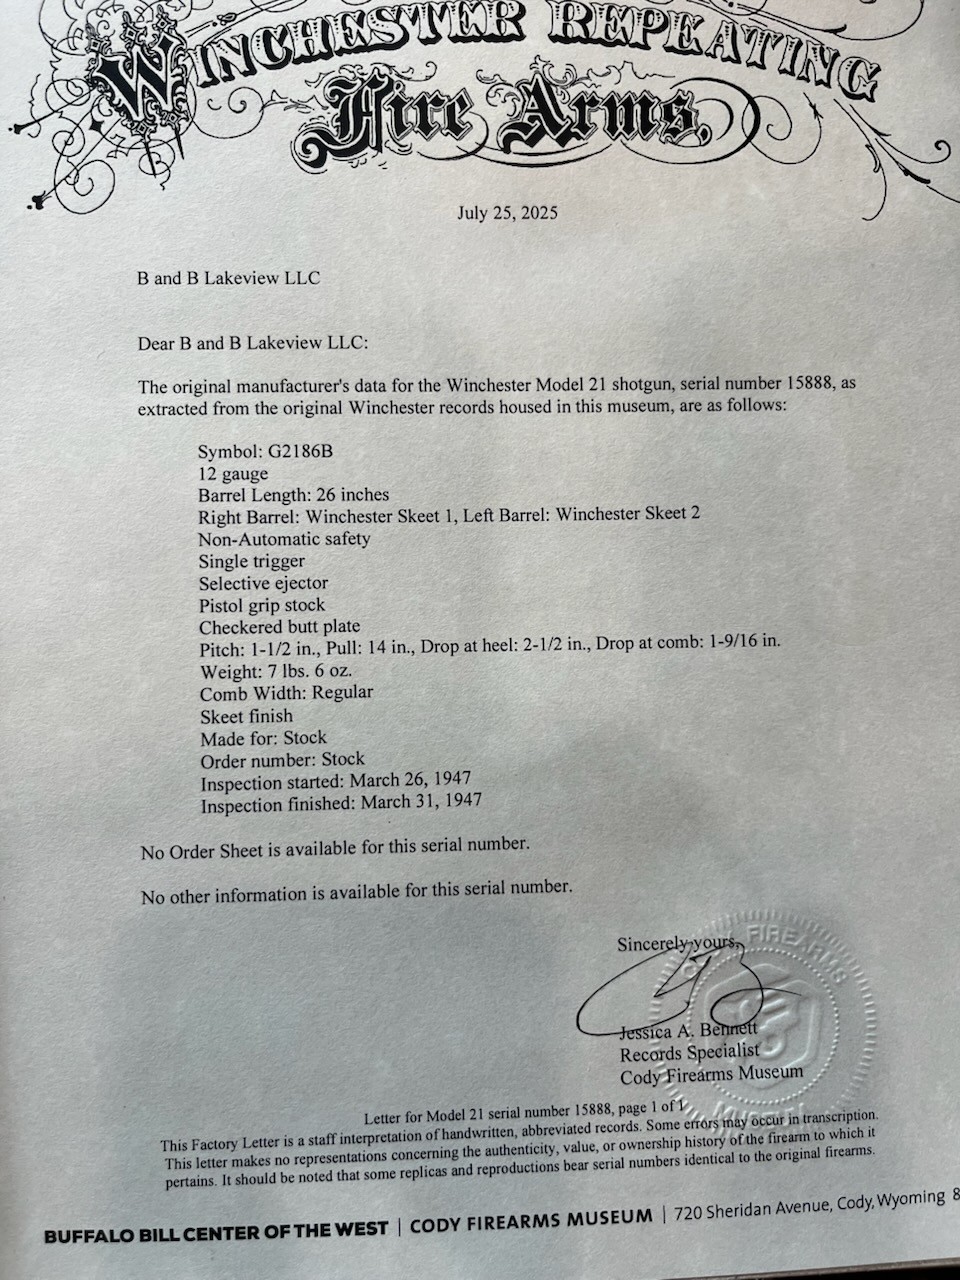 WINCHESTER REPEATING
Fire Arms,
July 25, 2025
B and B Lakeview LLC
Dear B and B Lakeview LLC:
The original manufacturer's data for the Winchester Model 21 shotgun, serial number 15888, as
extracted from the original Winchester records housed in this museum, are as follows:
Symbol: G2186B
12 gauge
Barrel Length: 26 inches
Right Barrel: Winchester Skeet 1, Left Barrel: Winchester Skeet 2
Non-Automatic safety
Single trigger
Selective ejector
Pistol grip stock
Checkered butt plate
Pitch: 1-1/2 in., Pull: 14 in., Drop at heel: 2-1/2 in., Drop at comb: 1-9/16 in.
Weight: 7 lbs. 6 oz.
Comb Width: Regular
Skeet finish
Made for: Stock
Order number: Stock
Inspection started: March 26, 1947
Inspection finished: March 31, 1947
No Order Sheet is available for this serial number.
No other information is available for this serial number.
Sincerely yours,
FIREARMS
Jessica A. Bennett
Records Specialist
Cody Firearms Museum
MUSEUM
Letter for Model 21 serial number 15888, page 1 of 1
This Factory Letter is a staff interpretation of handwritten, abbreviated records. Some errors may occur in transcription.
This letter makes no representations concerning the authenticity, value, or ownership history of the firearm to which it
pertains. It should be noted that some replicas and reproductions bear serial numbers identical to the original firearms.
BUFFALO BILL CENTER OF THE WEST | CODY FIREARMS MUSEUM | 720 Sheridan Avenue, Cody, Wyoming 8